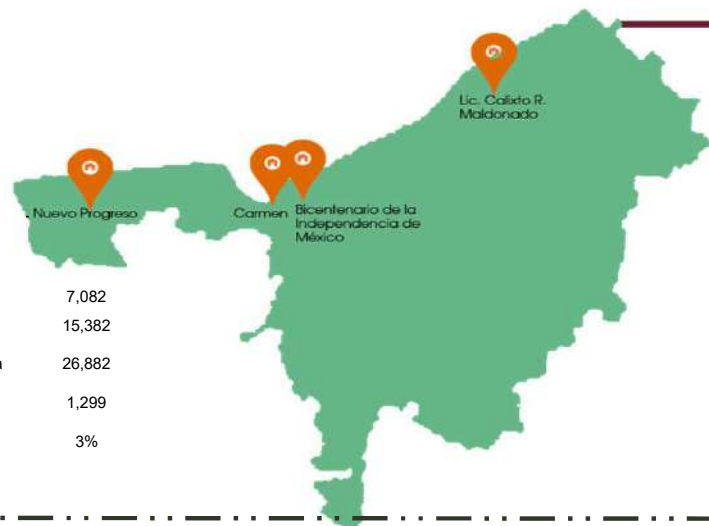 Lic. Calixto R.
Maldonado
. Nuevo Progreso
Carmen
Bicentenario de la
Independencia de
México
7,082
15,382
26,882
1,299
3%